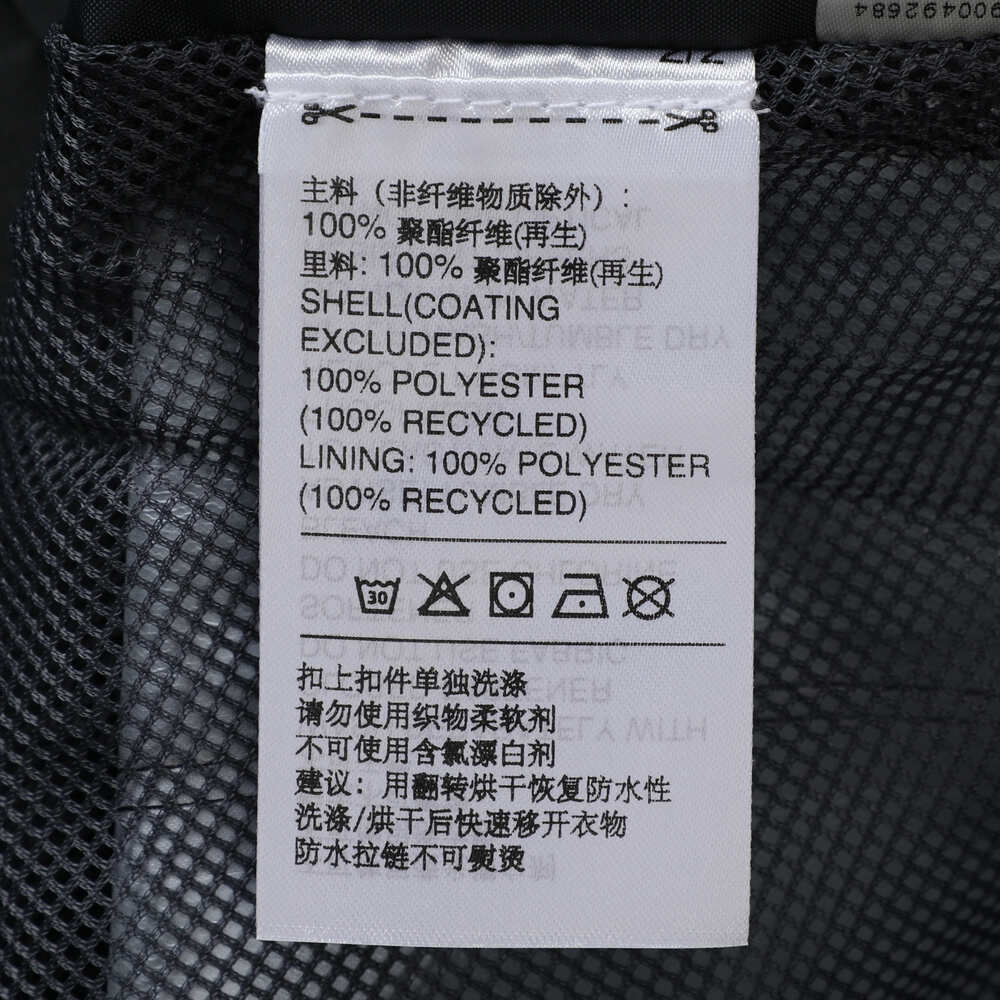 900492684
主料（非纤维物质除外）:
100% 聚酯纤维(再生)
里料: 100% 聚酯纤维(再生)
SHELL(COATING
EXCLUDED):
100% POLYESTER
(100% RECYCLED)
LINING: 100% POLYESTER
(100% RECYCLED)
30
扣上扣件单独洗涤
请勿使用织物柔软剂
不可使用含氯漂白剂
建议：用翻转烘干恢复防水性
洗涤/烘干后快速移开衣物
防水拉链不可熨烫